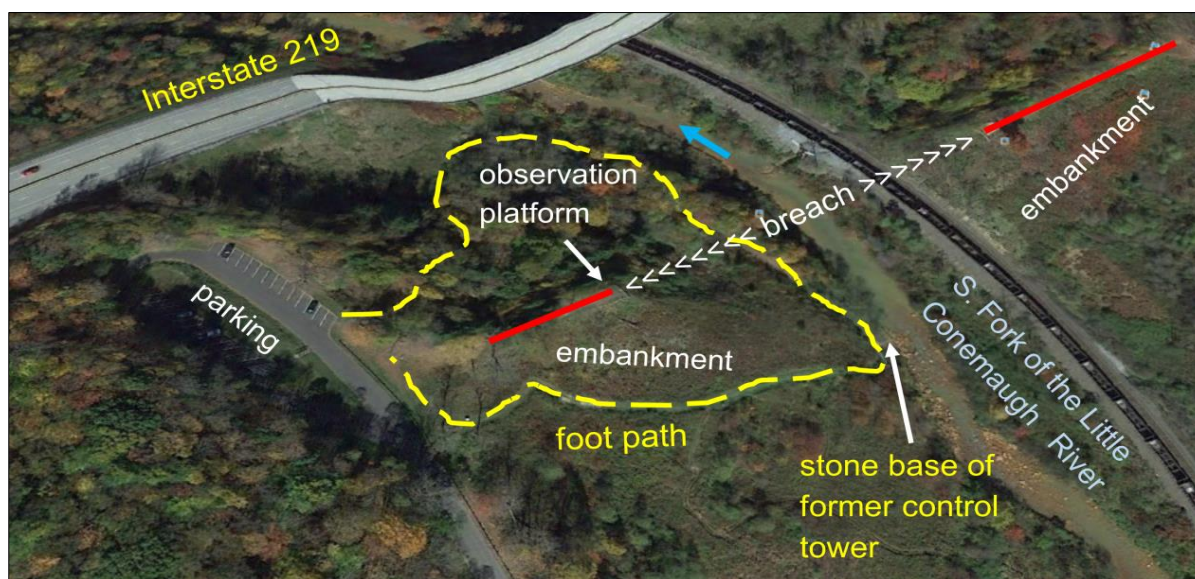 Interstate 219
observation
platform
<<<<<<< breach >>>>>>>
embankment
parking
embankment
S. Fork of the Little
Conemaugh River
foot path
stone base of
former control
tower